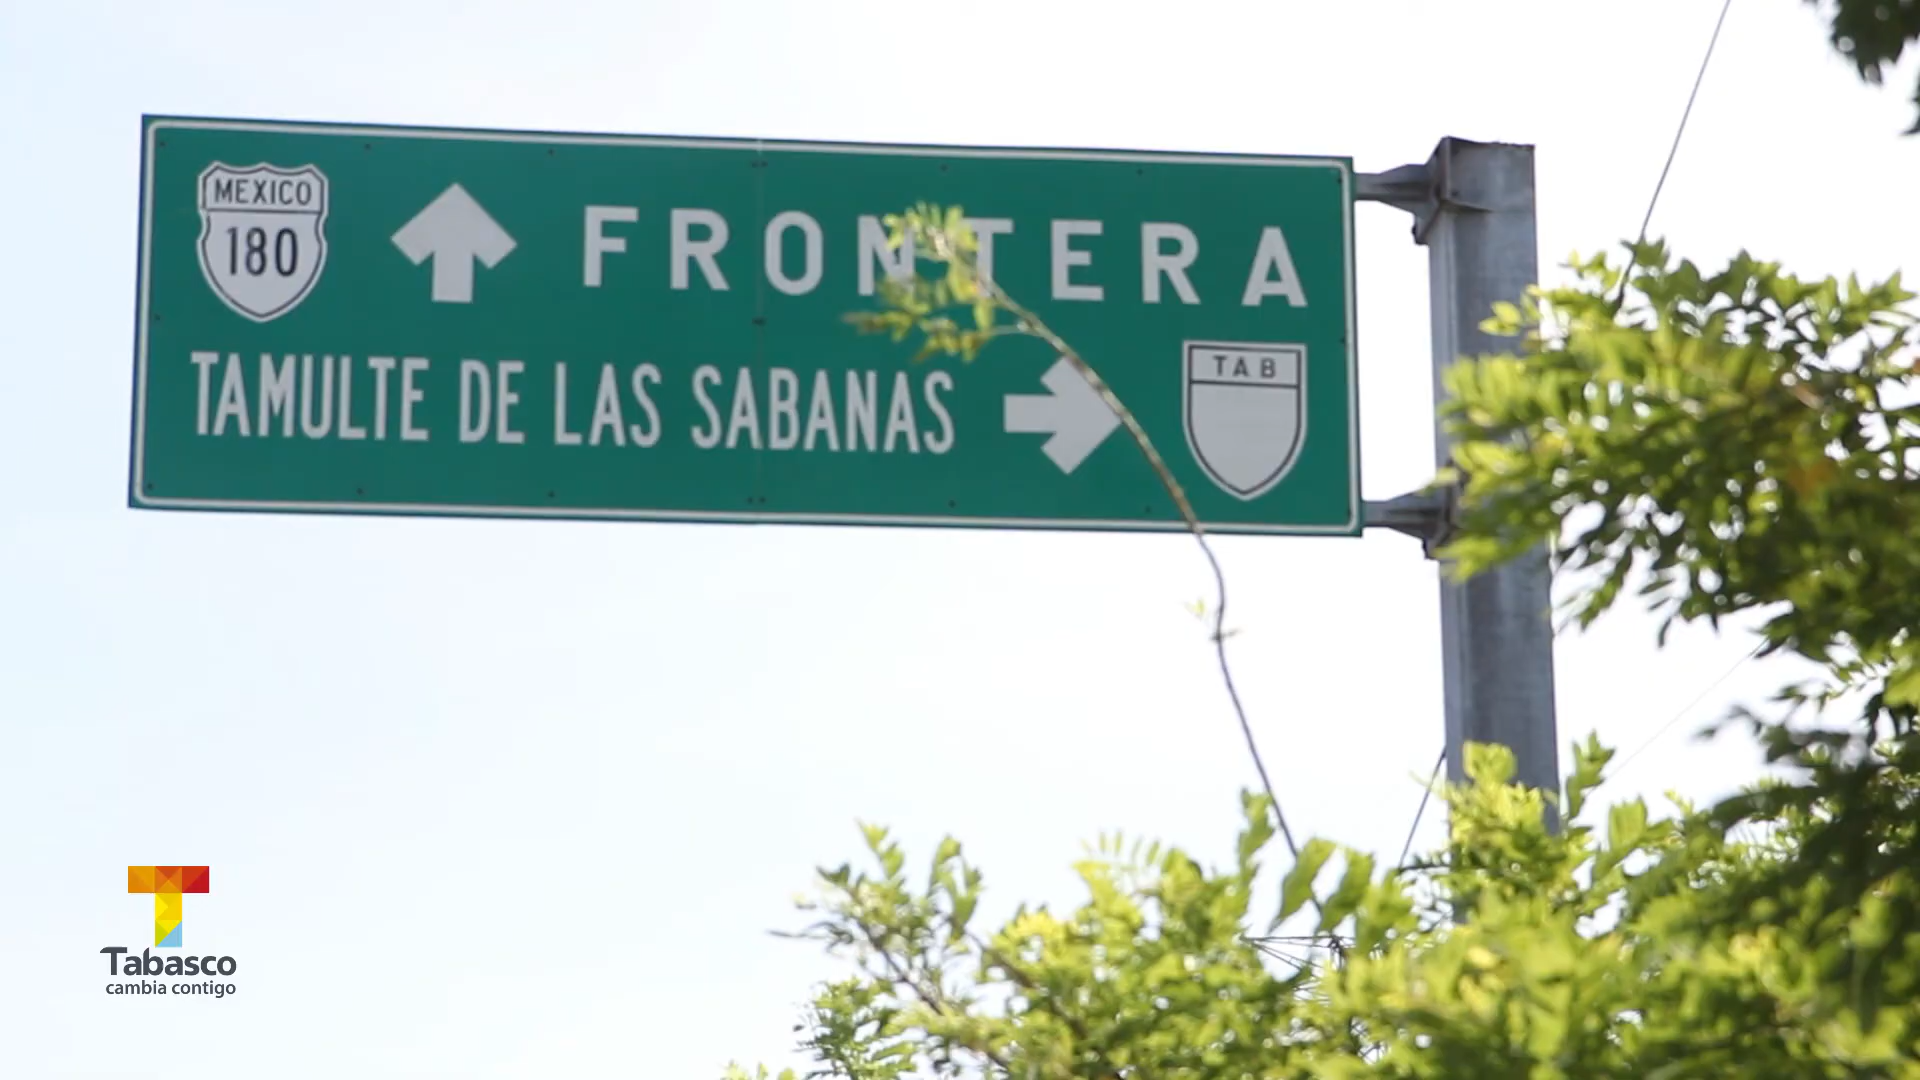 MEXICO
180
FRONTERA
TAMULTE DE LAS SABANAS
TAB
Tabasco
cambia contigo